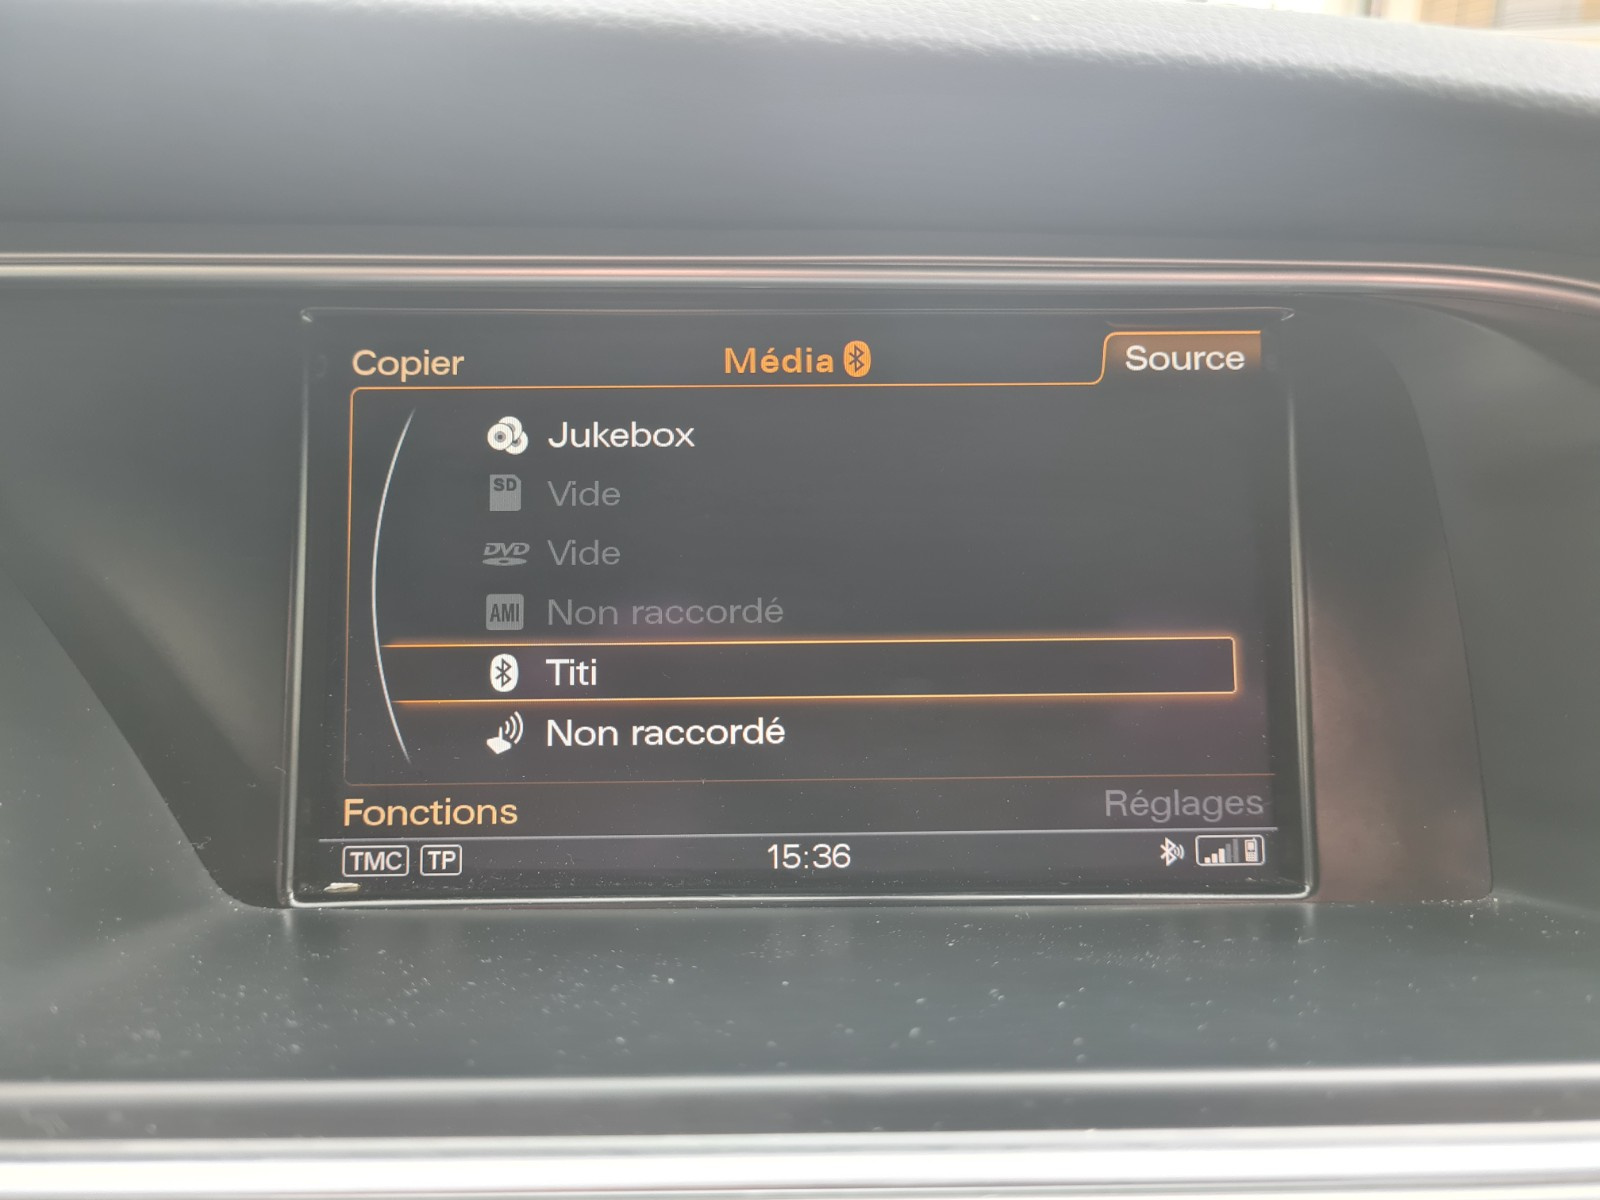 Copier Média Source
Jukebox
SD Vide
DVD Vide
AMI Non raccordé
Titi
Non raccordé
Fonctions Réglages
TMC TP 15:36